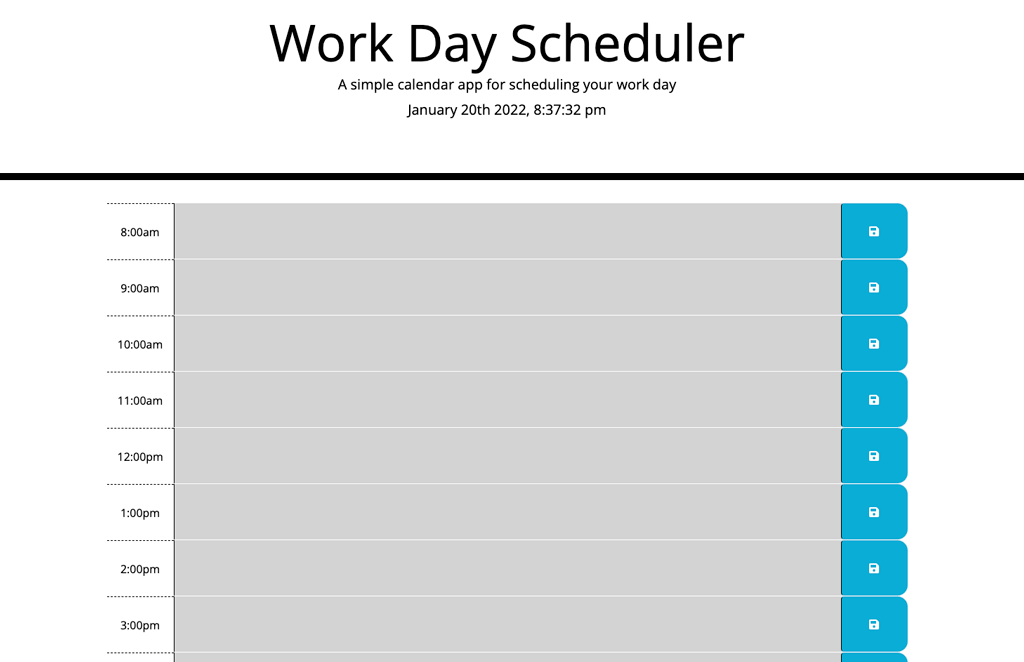 Work Day Scheduler
A simple calendar app for scheduling your work day
January 20th 2022, 8:37:32 pm
8:00am
9:00am
10:00am
11:00am
12:00pm
1:00pm
2:00pm
3:00pm